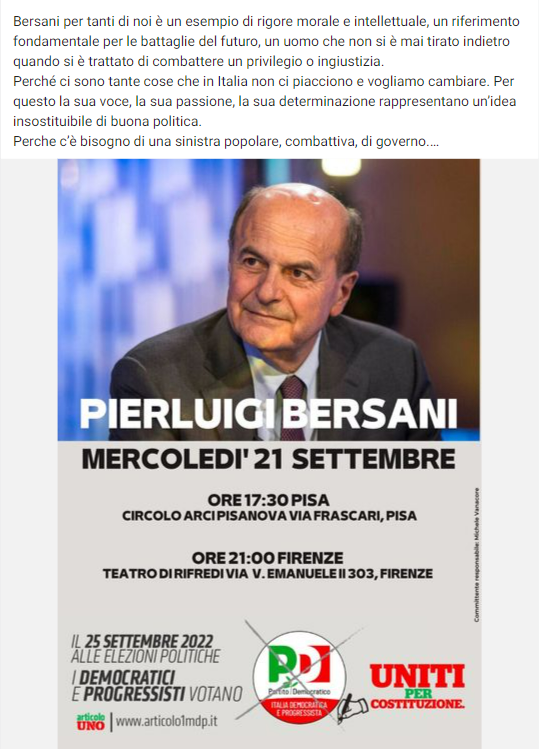 Bersani per tanti di noi è un esempio di rigore morale e intellettuale, un riferimento
fondamentale per le battaglie del futuro, un uomo che non si è mai tirato indietro
quando si è trattato di combattere un privilegio o ingiustizia.
Perché ci sono tante cose che in Italia non ci piacciono e vogliamo cambiare. Per
questo la sua voce, la sua passione, la sua determinazione rappresentano un'idea
insostituibile di buona politica.
Perche c'è bisogno di una sinistra popolare, combattiva, di governo....
PIERLUIGI BERSANI
MERCOLEDI' 21 SETTEMBRE
ORE 17:30 PISA
CIRCOLO ARCI PISANOVA VIA FRASCARI, PISA
ORE 21:00 FIRENZE
TEATRO DI RIFREDI VIA V. EMANUELE II 303, FIRENZE
Committente responsabile: Michele Vanacore
IL 25 SETTEMBRE 2022
ALLE ELEZIONI POLITICHE
I DEMOCRATICI
E PROGRESSISTI VOTANO
articolo
UNO
www.articolo1mdp.it
PD
Partito Democratico
ITALIA DEMOCRATICA
E PROGRESSISTA
UNITI
PER
COSTITUZIONE.